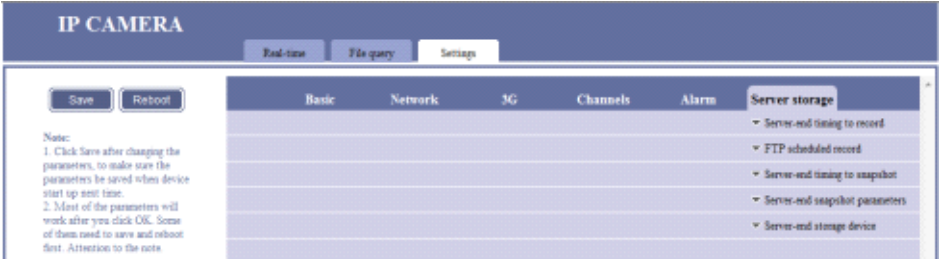 IP CAMERA
Real-time File query Settings
Save Reboot
Note:
1. Click Save after changing the
parameters, to make sure the
parameters be saved when device
start up next time.
2. Most of the parameters will
work after you click OK. Some
of them need to save and reboot
first. Attention to the note
Basic Network 3G Channels Alarm Server storage
Server-end timing to record
FTP scheduled record
Server-end timing to snapshot
Server-end snapshot parameters
Server-end storage device